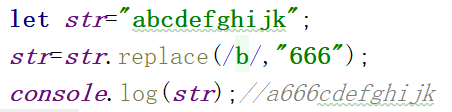 let str="abcdefghijk";
str=str.replace(/b/,"666");
console.log(str);//a666cdefghijk